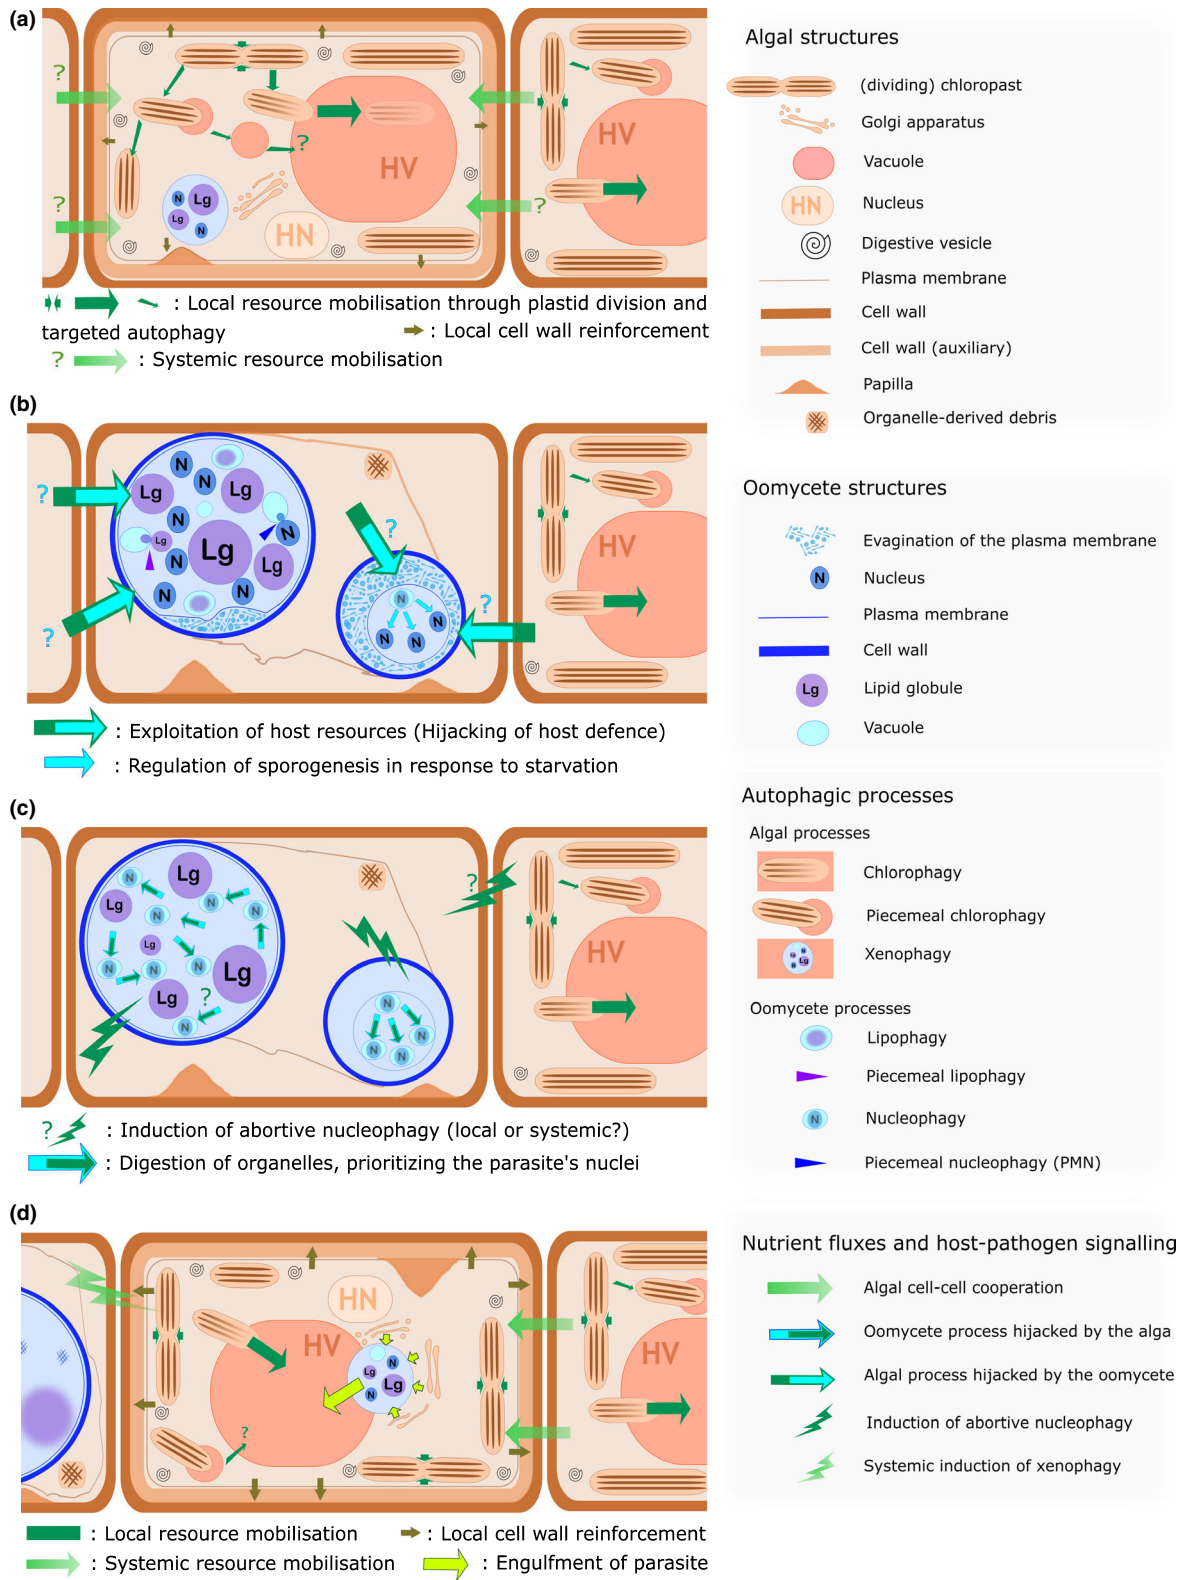 (a)
?
?
HV
?
Lg
N
Lg
N
HN
HV
?
: Local resource mobilisation through plastid division and
targeted autophagy
: Local cell wall reinforcement
? : Systemic resource mobilisation
(b)
?
N
Lg
N
Lg
N
Lg
Lg
N
Lg
N
N
?
?
N
N
N
?
HV
: Exploitation of host resources (Hijacking of host defence)
: Regulation of sporogenesis in response to starvation
(c)
N
Lg
Lg
N
N
N
Lg
N
N
N
Lg
Lg
?
N
N
N
N
N
?
HV
? : Induction of abortive nucleophagy (local or systemic?)
: Digestion of organelles, prioritizing the parasite's nuclei
(d)
HN
HV
Lg
N
Lg
N
?
HV
: Local resource mobilisation
: Local cell wall reinforcement
: Systemic resource mobilisation
: Engulfment of parasite
Algal structures
(dividing) chloropast
Golgi apparatus
Vacuole
HN
Nucleus
Digestive vesicle
Plasma membrane
Cell wall
Cell wall (auxiliary)
Papilla
Organelle-derived debris
Oomycete structures
Evagination of the plasma membrane
N
Nucleus
Plasma membrane
Cell wall
Lg
Lipid globule
Vacuole
Autophagic processes
Algal processes
Chlorophagy
Piecemeal chlorophagy
N
Lg
N
Xenophagy
Oomycete processes
Lipophagy
Piecemeal lipophagy
N
Nucleophagy
Piecemeal nucleophagy (PMN)
Nutrient fluxes and host-pathogen signalling
Algal cell-cell cooperation
Oomycete process hijacked by the alga
Algal process hijacked by the oomycete
Induction of abortive nucleophagy
Systemic induction of xenophagy